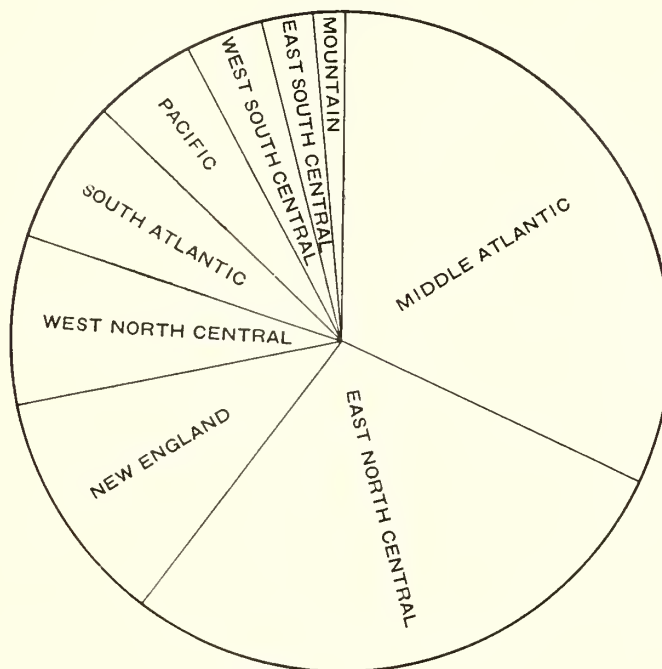 MIDDLE ATLANTIC
EAST NORTH CENTRAL
NEW ENGLAND
WEST NORTH CENTRAL
SOUTH ATLANTIC
PACIFIC
WEST SOUTH CENTRAL
EAST SOUTH CENTRAL
MOUNTAIN